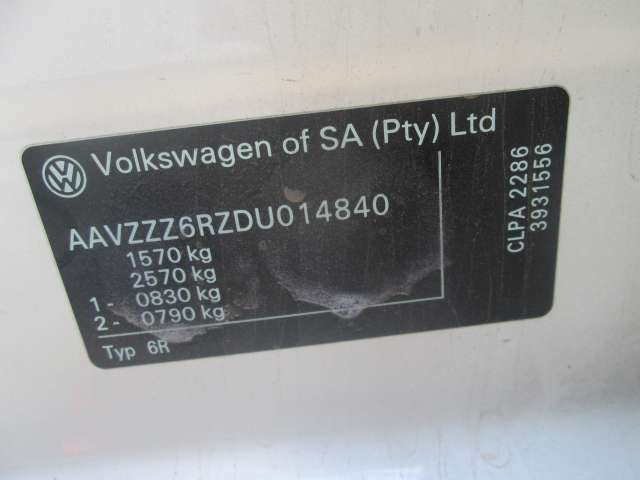 Volkswagen of SA (Pty) Ltd
AAVZZZ6RZDU014840
1570 kg
2570 kg
1 - 0830 kg
2 - 0790 kg
Typ 6R
CLPA 2286
3931556